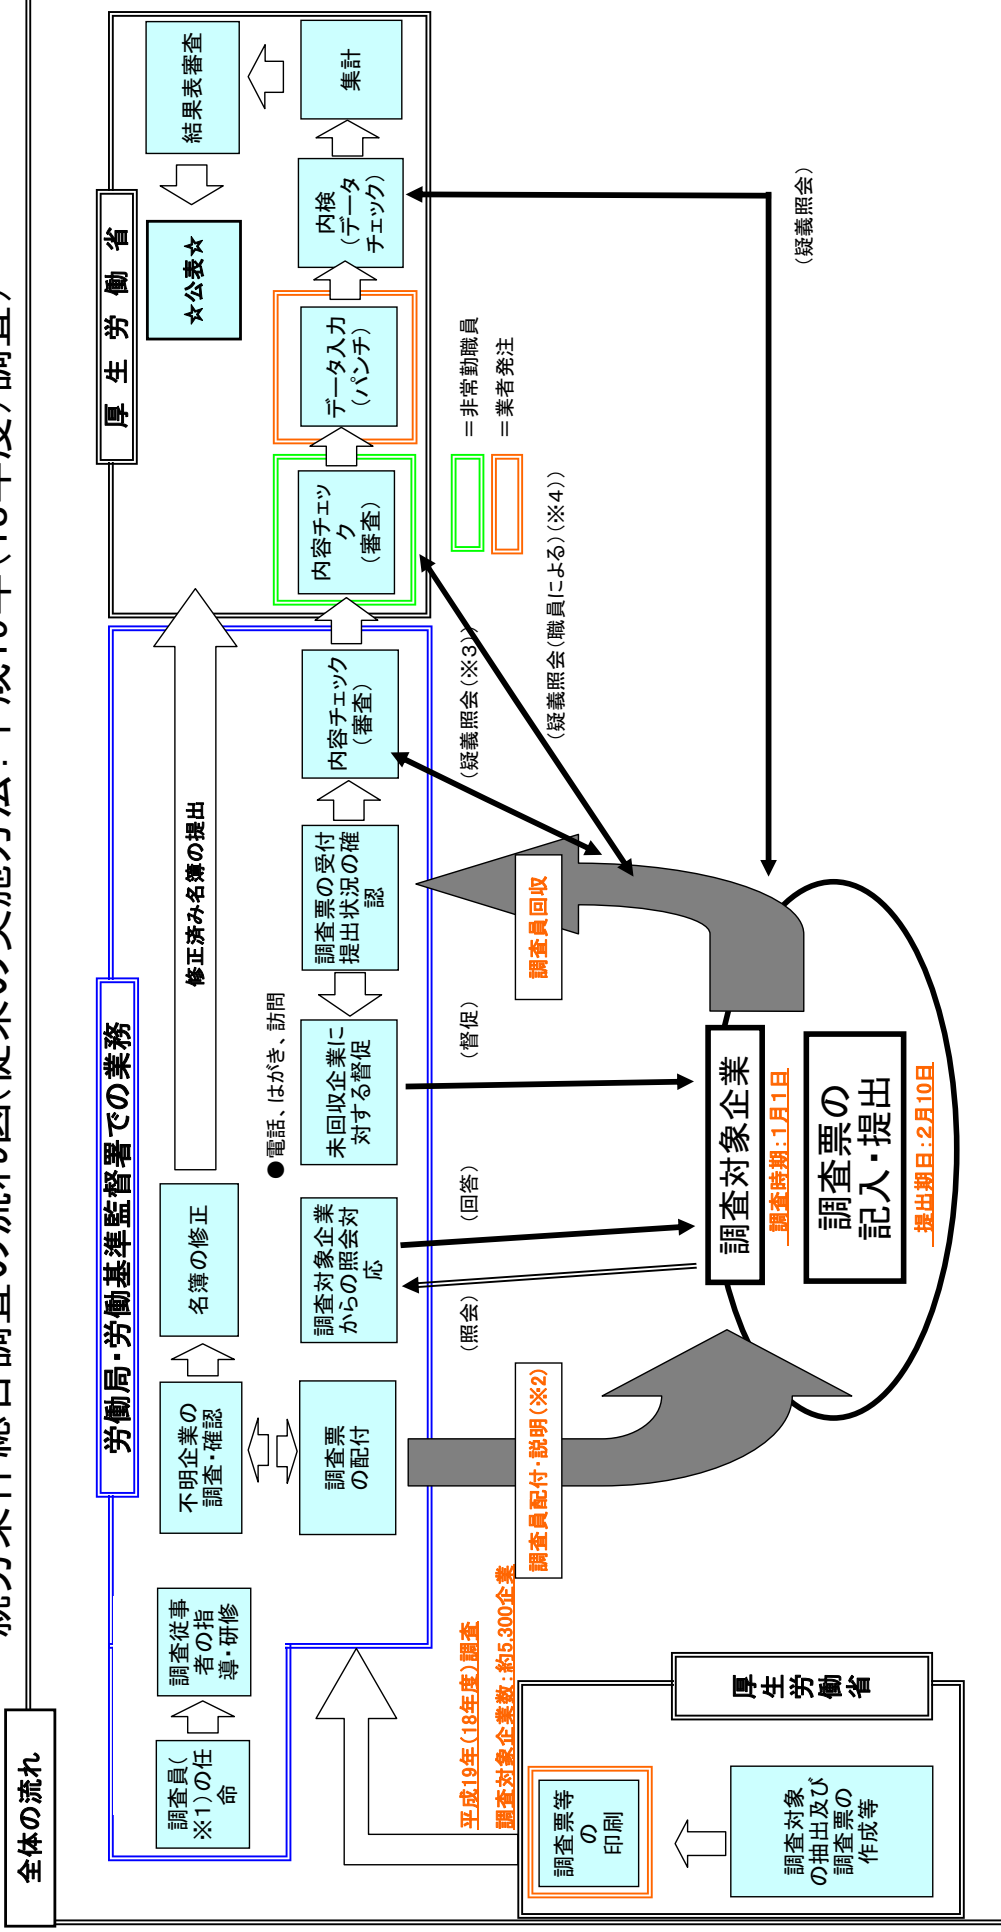 全体の流れ
厚生労働省
調査対象
の抽出及び
調査票の
作成等
調査票等
の
印刷
平成19年(18年度)調査
調査対象企業数:約5,300企業
労働局・労働基準監督署での業務
調査員(
※1)の任
命
調査従事
者の指
導・研修
不明企業の
調査・確認
名簿の修正
修正済み名簿の提出
調査票
の配付
調査対象企業
からの照会対
応
●電話、はがき、訪問
未回収企業に
対する督促
調査票の受付
提出状況の確
認
内容チェック
(審査)
調査員配付・説明(※2)
(照会)
(回答)
(督促)
調査員回収
(疑義照会(※3))
(疑義照会(職員による)(※4))
(疑義照会)
調査対象企業
調査時期:1月1日
調査票の
記入・提出
提出期日:2月10日
厚生労働省
内容チェッ
ク
(審査)
データ入力
(パンチ)
内検
(データ
チェック)
集計
結果表審査
☆公表☆
=非常勤職員
=業者発注